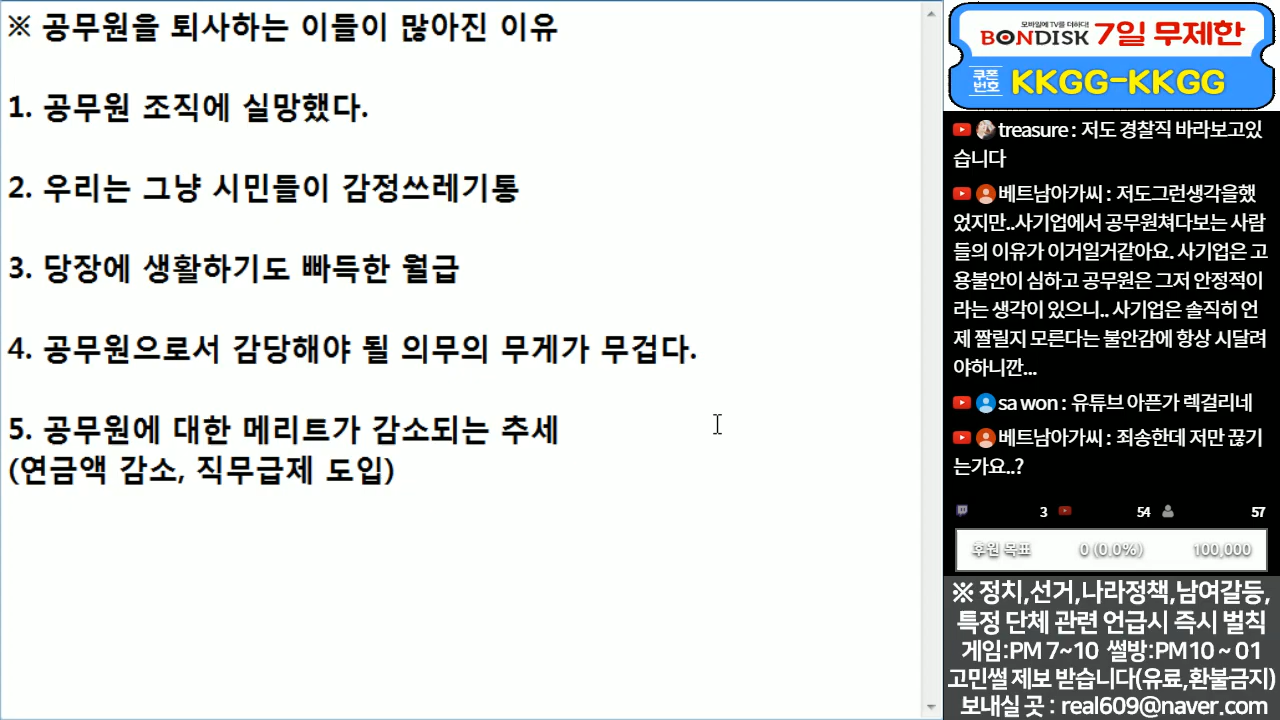 ※ 공무원을 퇴사하는 이들이 많아진 이유
1. 공무원 조직에 실망했다.
2. 우리는 그냥 시민들이 감정쓰레기통
3. 당장에 생활하기도 빠듯한 월급
4. 공무원으로서 감당해야 될 의무의 무게가 무겁다.
5. 공무원에 대한 메리트가 감소되는 추세
(연금액 감소, 직무급제 도입)
모바일에 TV를 더하다!
BONDISK 7일 무제한
쿠폰번호 KKGG-KKGG
treasure : 저도 경찰직 바라보고있
습니다
베트남아가씨 : 저도그런생각을했
었지만..사기업에서 공무원쳐다보는 사람
들의 이유가 이거일거같아요. 사기업은 고
용불안이 심하고 공무원은 그저 안정적이
라는 생각이 있으니.. 사기업은 솔직히 언
제 짤릴지 모른다는 불안감에 항상 시달려
야하니깐...
sa won : 유튜브 아픈가 렉걸리네
베트남아가씨 : 죄송한데 저만 끊기
는가요..?
3 54 57
후원 목표 0 (0.0%) 100,000
※ 정치,선거,나라정책,남여갈등,
특정 단체 관련 언급시 즉시 벌칙
게임:PM 7~10 썰방:PM10 ~ 01
고민썰 제보 받습니다(유료,환불금지)
보내실 곳 : real609@naver.com